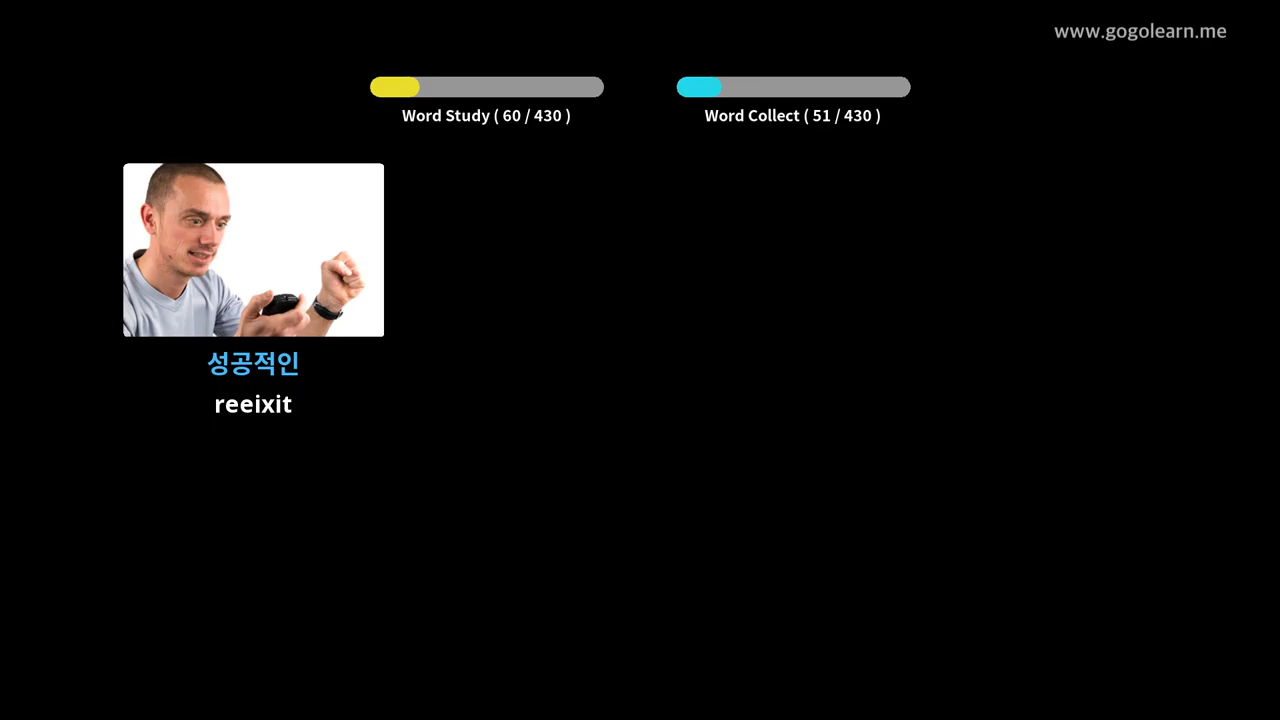 www.gogolearn.me
Word Study ( 60 / 430 )
Word Collect ( 51 / 430 )
성공적인
reeixit